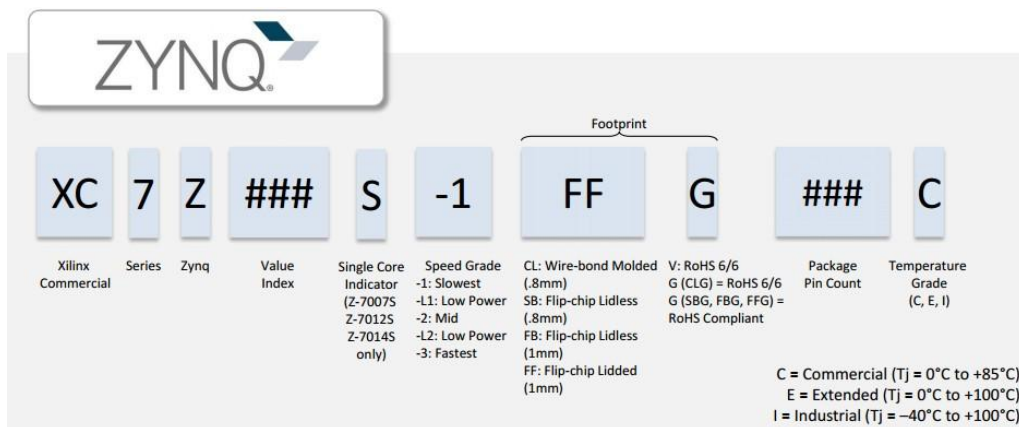 ZYNQ®
Footprint
XC 7 Z ### S -1 FF G ### C
Xilinx
Commercial
Series
Zynq
Value
Index
Single Core
Indicator
(Z-7007S
Z-7012S
Z-7014S
only)
Speed Grade
-1: Slowest
-L1: Low Power
-2: Mid
-L2: Low Power
-3: Fastest
CL: Wire-bond Molded
(.8mm)
SB: Flip-chip Lidless
(.8mm)
FB: Flip-chip Lidless
(1mm)
FF: Flip-chip Lidded
(1mm)
V: RoHS 6/6
G (CLG) = RoHS 6/6
G (SBG, FBG, FFG) =
RoHS Compliant
Package
Pin Count
Temperature
Grade
(C, E, I)
C = Commercial (Tj = 0°C to +85°C)
E = Extended (Tj = 0°C to +100°C)
I = Industrial (Tj = –40°C to +100°C)